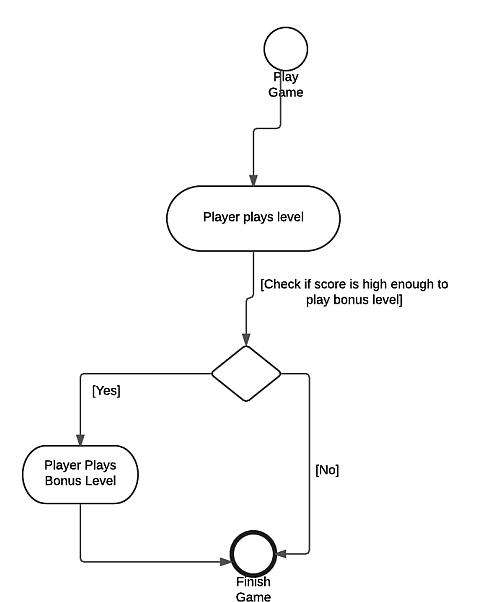 Play
Game
Player plays level
[Check if score is high enough to
play bonus level]
[Yes]
Player Plays
Bonus Level
[No]
Finish
Game